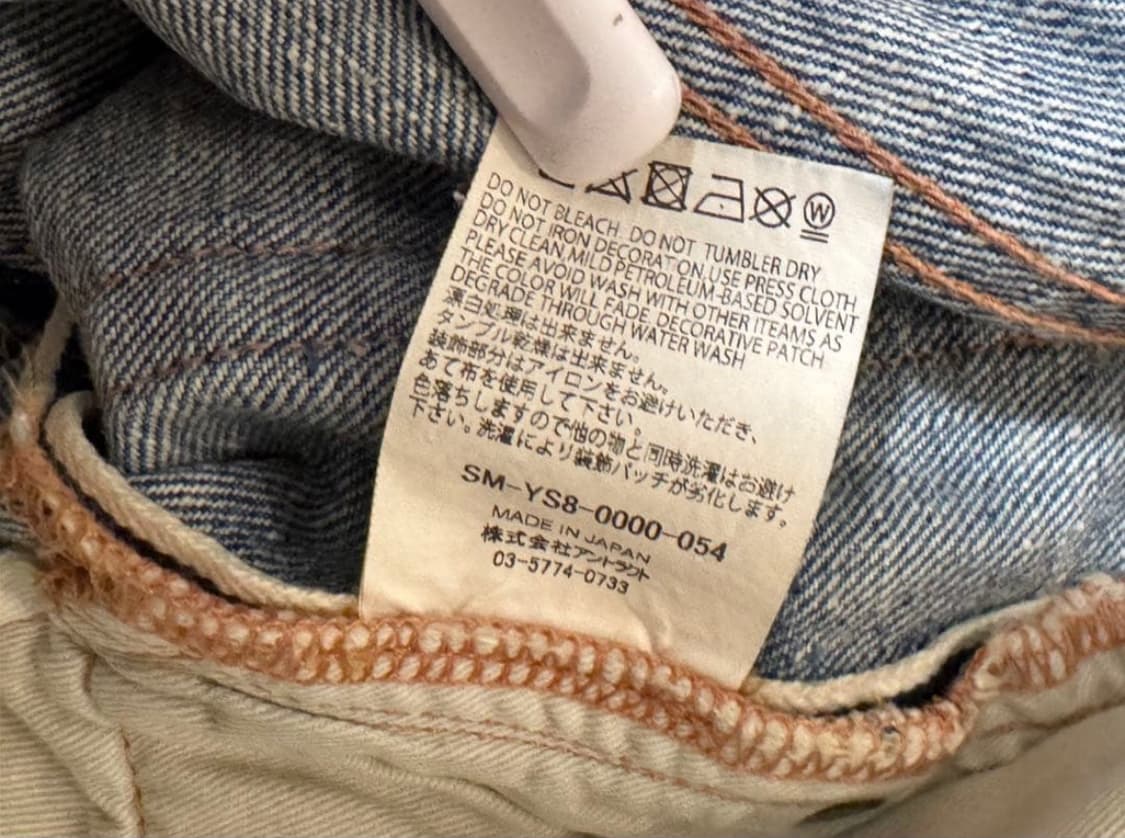 W
DO NOT BLEACH. DO NOT TUMBLER DRY
DO NOT IRON DECORATION.USE PRESS CLOTH
DRY CLEAN,MILD PETROLEUM-BASED SOLVENT
PLEASE AVOID WASH WITH OTHER ITEAMS AS
THE COLOR WILL FADE. DECORATIVE PATCH
DEGRADE THROUGH WATER WASH
漂白処理は出来ません。
タンブル乾燥は出来ません。
装飾部分はアイロンをお避けいただき、
あて布を使用して下さい。
色落ちしますので他の物と同時洗濯はお避け
下さい。洗濯により装飾パッチが劣化します。
SM-YS8-0000-054
MADE IN JAPAN
株式会社アントラクト
03-5774-0733